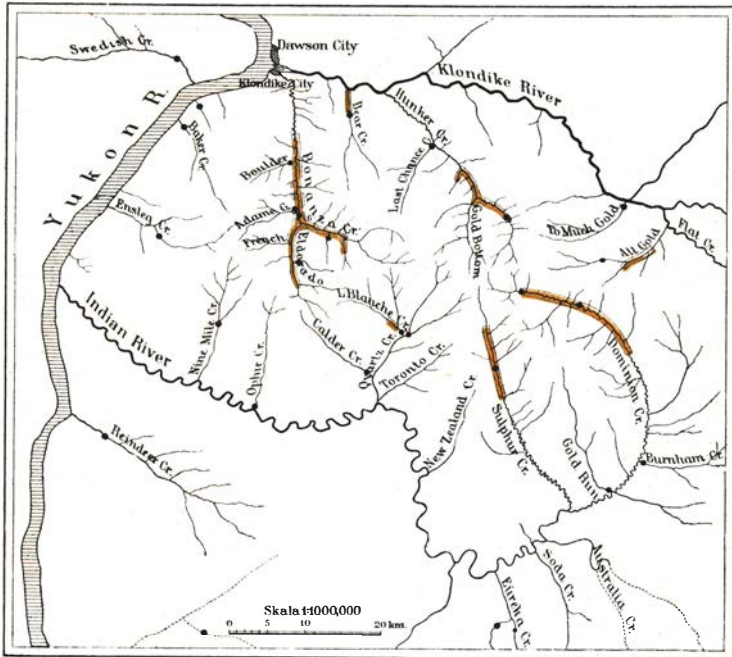 Swedish Cr.
Dawson City
Klondike City
Klondike River
Yukon R.
Baker Cr.
Bear Cr.
Hunker Cr.
Last Chance C.
Boulder
Bonanza Cr.
Adams G.
French
Eldorado
Ensley Cr.
Gold Bottom
To Much Gold
All Gold
Flat Cr.
Indian River
Nine Mile Cr.
Ophir Cr.
L'Blanche Cr.
Calder Cr.
Quartz Cr.
Toronto Cr.
Dominion Cr.
Reindeer Cr.
New Zealand Cr.
Sulphur Cr.
Gold Run
Burnham Cr.
Eureka Cr.
Soda Cr.
Australia Cr.
Skala 1:1000,000
0 5 10 20 km.